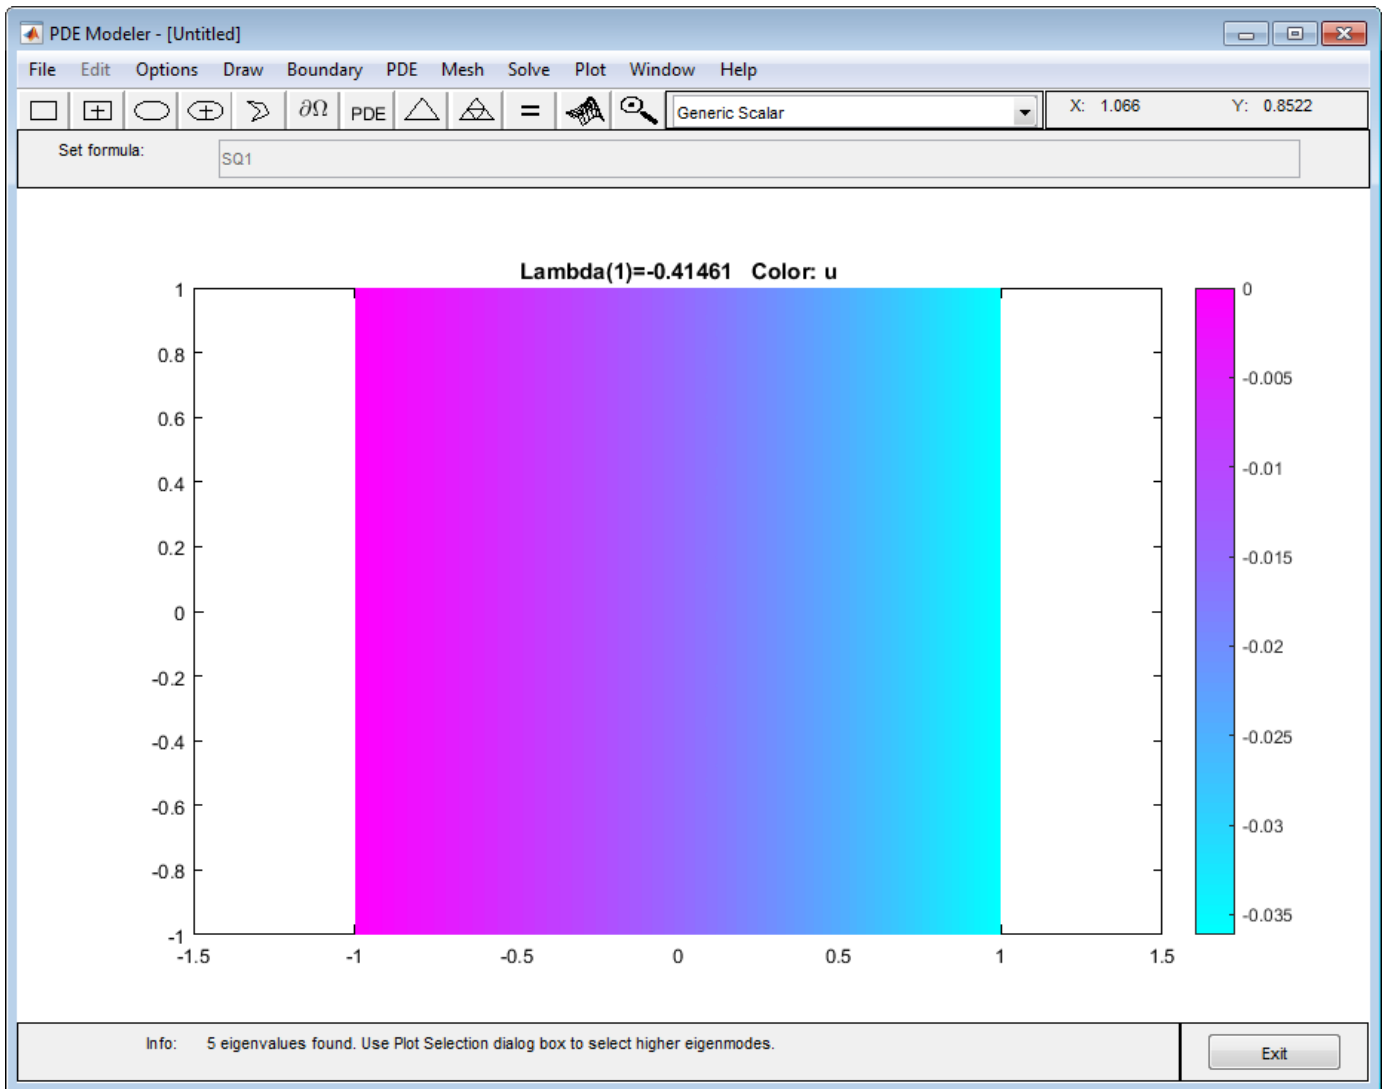 PDE Modeler - [Untitled]
File Edit Options Draw Boundary PDE Mesh Solve Plot Window Help
∂Ω PDE = Generic Scalar X: 1.066 Y: 0.8522
Set formula: SQ1
Lambda(1)=-0.41461 Color: u
1
0.8
0.6
0.4
0.2
0
-0.2
-0.4
-0.6
-0.8
-1
-1.5 -1 -0.5 0 0.5 1 1.5
0
-0.005
-0.01
-0.015
-0.02
-0.025
-0.03
-0.035
Info: 5 eigenvalues found. Use Plot Selection dialog box to select higher eigenmodes.
Exit